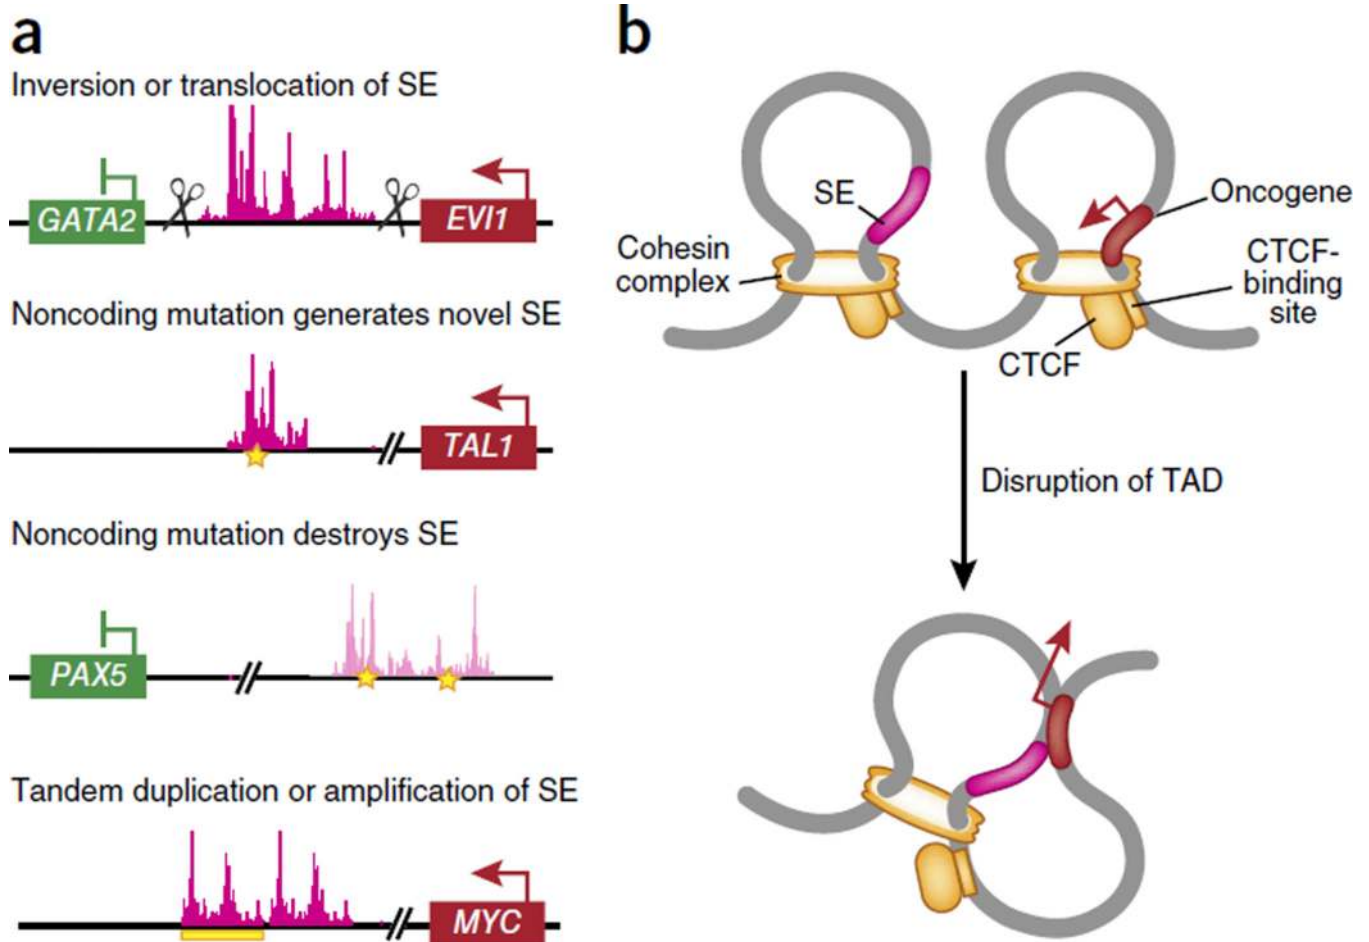 a
Inversion or translocation of SE
GATA2
EVI1
Noncoding mutation generates novel SE
TAL1
Noncoding mutation destroys SE
PAX5
Tandem duplication or amplification of SE
MYC
b
SE
Oncogene
Cohesin
complex
CTCF-
binding
site
CTCF
Disruption of TAD